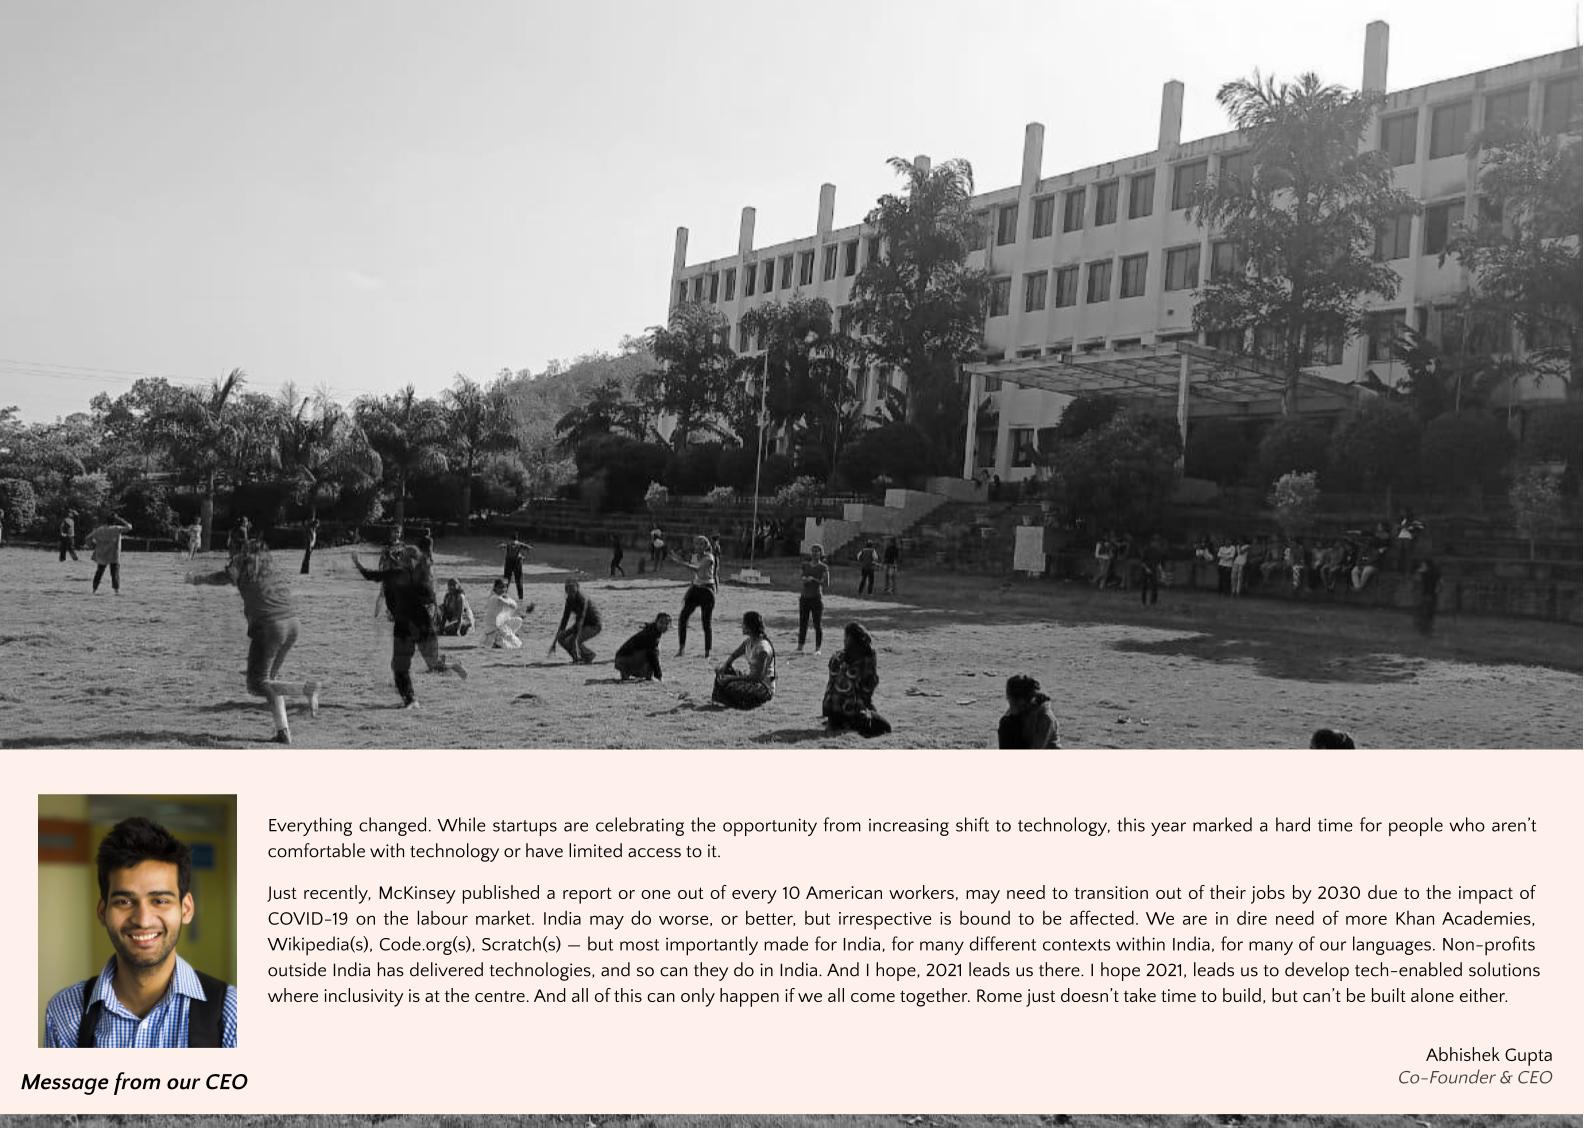 Everything changed. While startups are celebrating the opportunity from increasing shift to technology, this year marked a hard time for people who aren't
comfortable with technology or have limited access to it.
Just recently, McKinsey published a report or one out of every 10 American workers, may need to transition out of their jobs by 2030 due to the impact of
COVID-19 on the labour market. India may do worse, or better, but irrespective is bound to be affected. We are in dire need of more Khan Academies,
Wikipedia(s), Code.org(s), Scratch(s) — but most importantly made for India, for many different contexts within India, for many of our languages. Non-profits
outside India has delivered technologies, and so can they do in India. And I hope, 2021 leads us there. I hope 2021, leads us to develop tech-enabled solutions
where inclusivity is at the centre. And all of this can only happen if we all come together. Rome just doesn't take time to build, but can't be built alone either.
Abhishek Gupta
Co-Founder & CEO
Message from our CEO